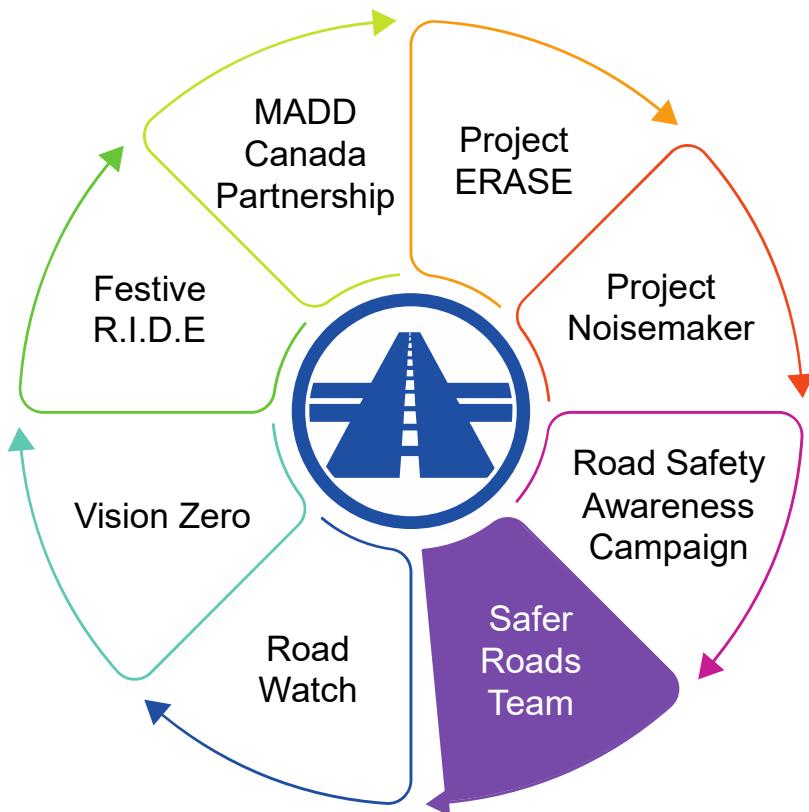 MADD
Canada
Partnership
Project
ERASE
Project
Noisemaker
Road Safety
Awareness
Campaign
Safer
Roads
Team
Road
Watch
Vision Zero
Festive
R.I.D.E